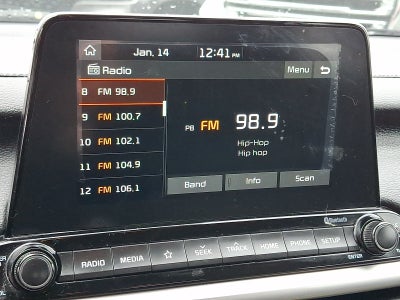 Jan. 14 12:41 PM
Radio Menu
8 FM 98.9
9 FM 100.7
10 FM 102.1
11 FM 104.9
12 FM 106.1
PB FM 98.9
Hip-Hop
Hip hop
Band Info Scan
Bluetooth
RADIO MEDIA SEEK TRACK HOME PHONE SETUP
ENTER